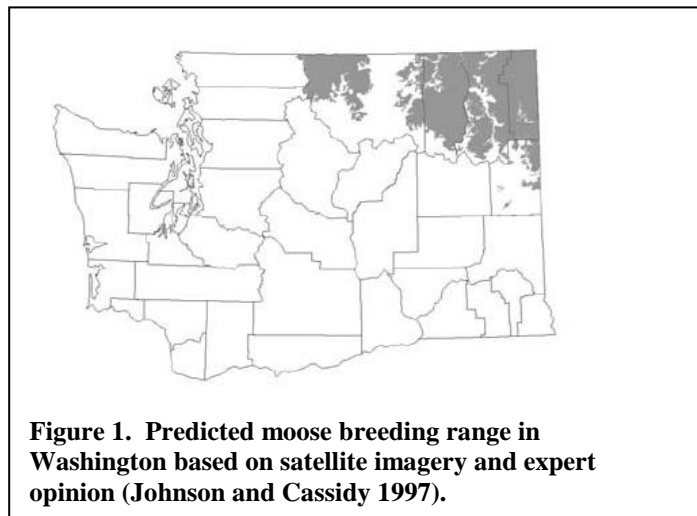 Figure 1.  Predicted moose breeding range in
Washington based on satellite imagery and expert
opinion (Johnson and Cassidy 1997).